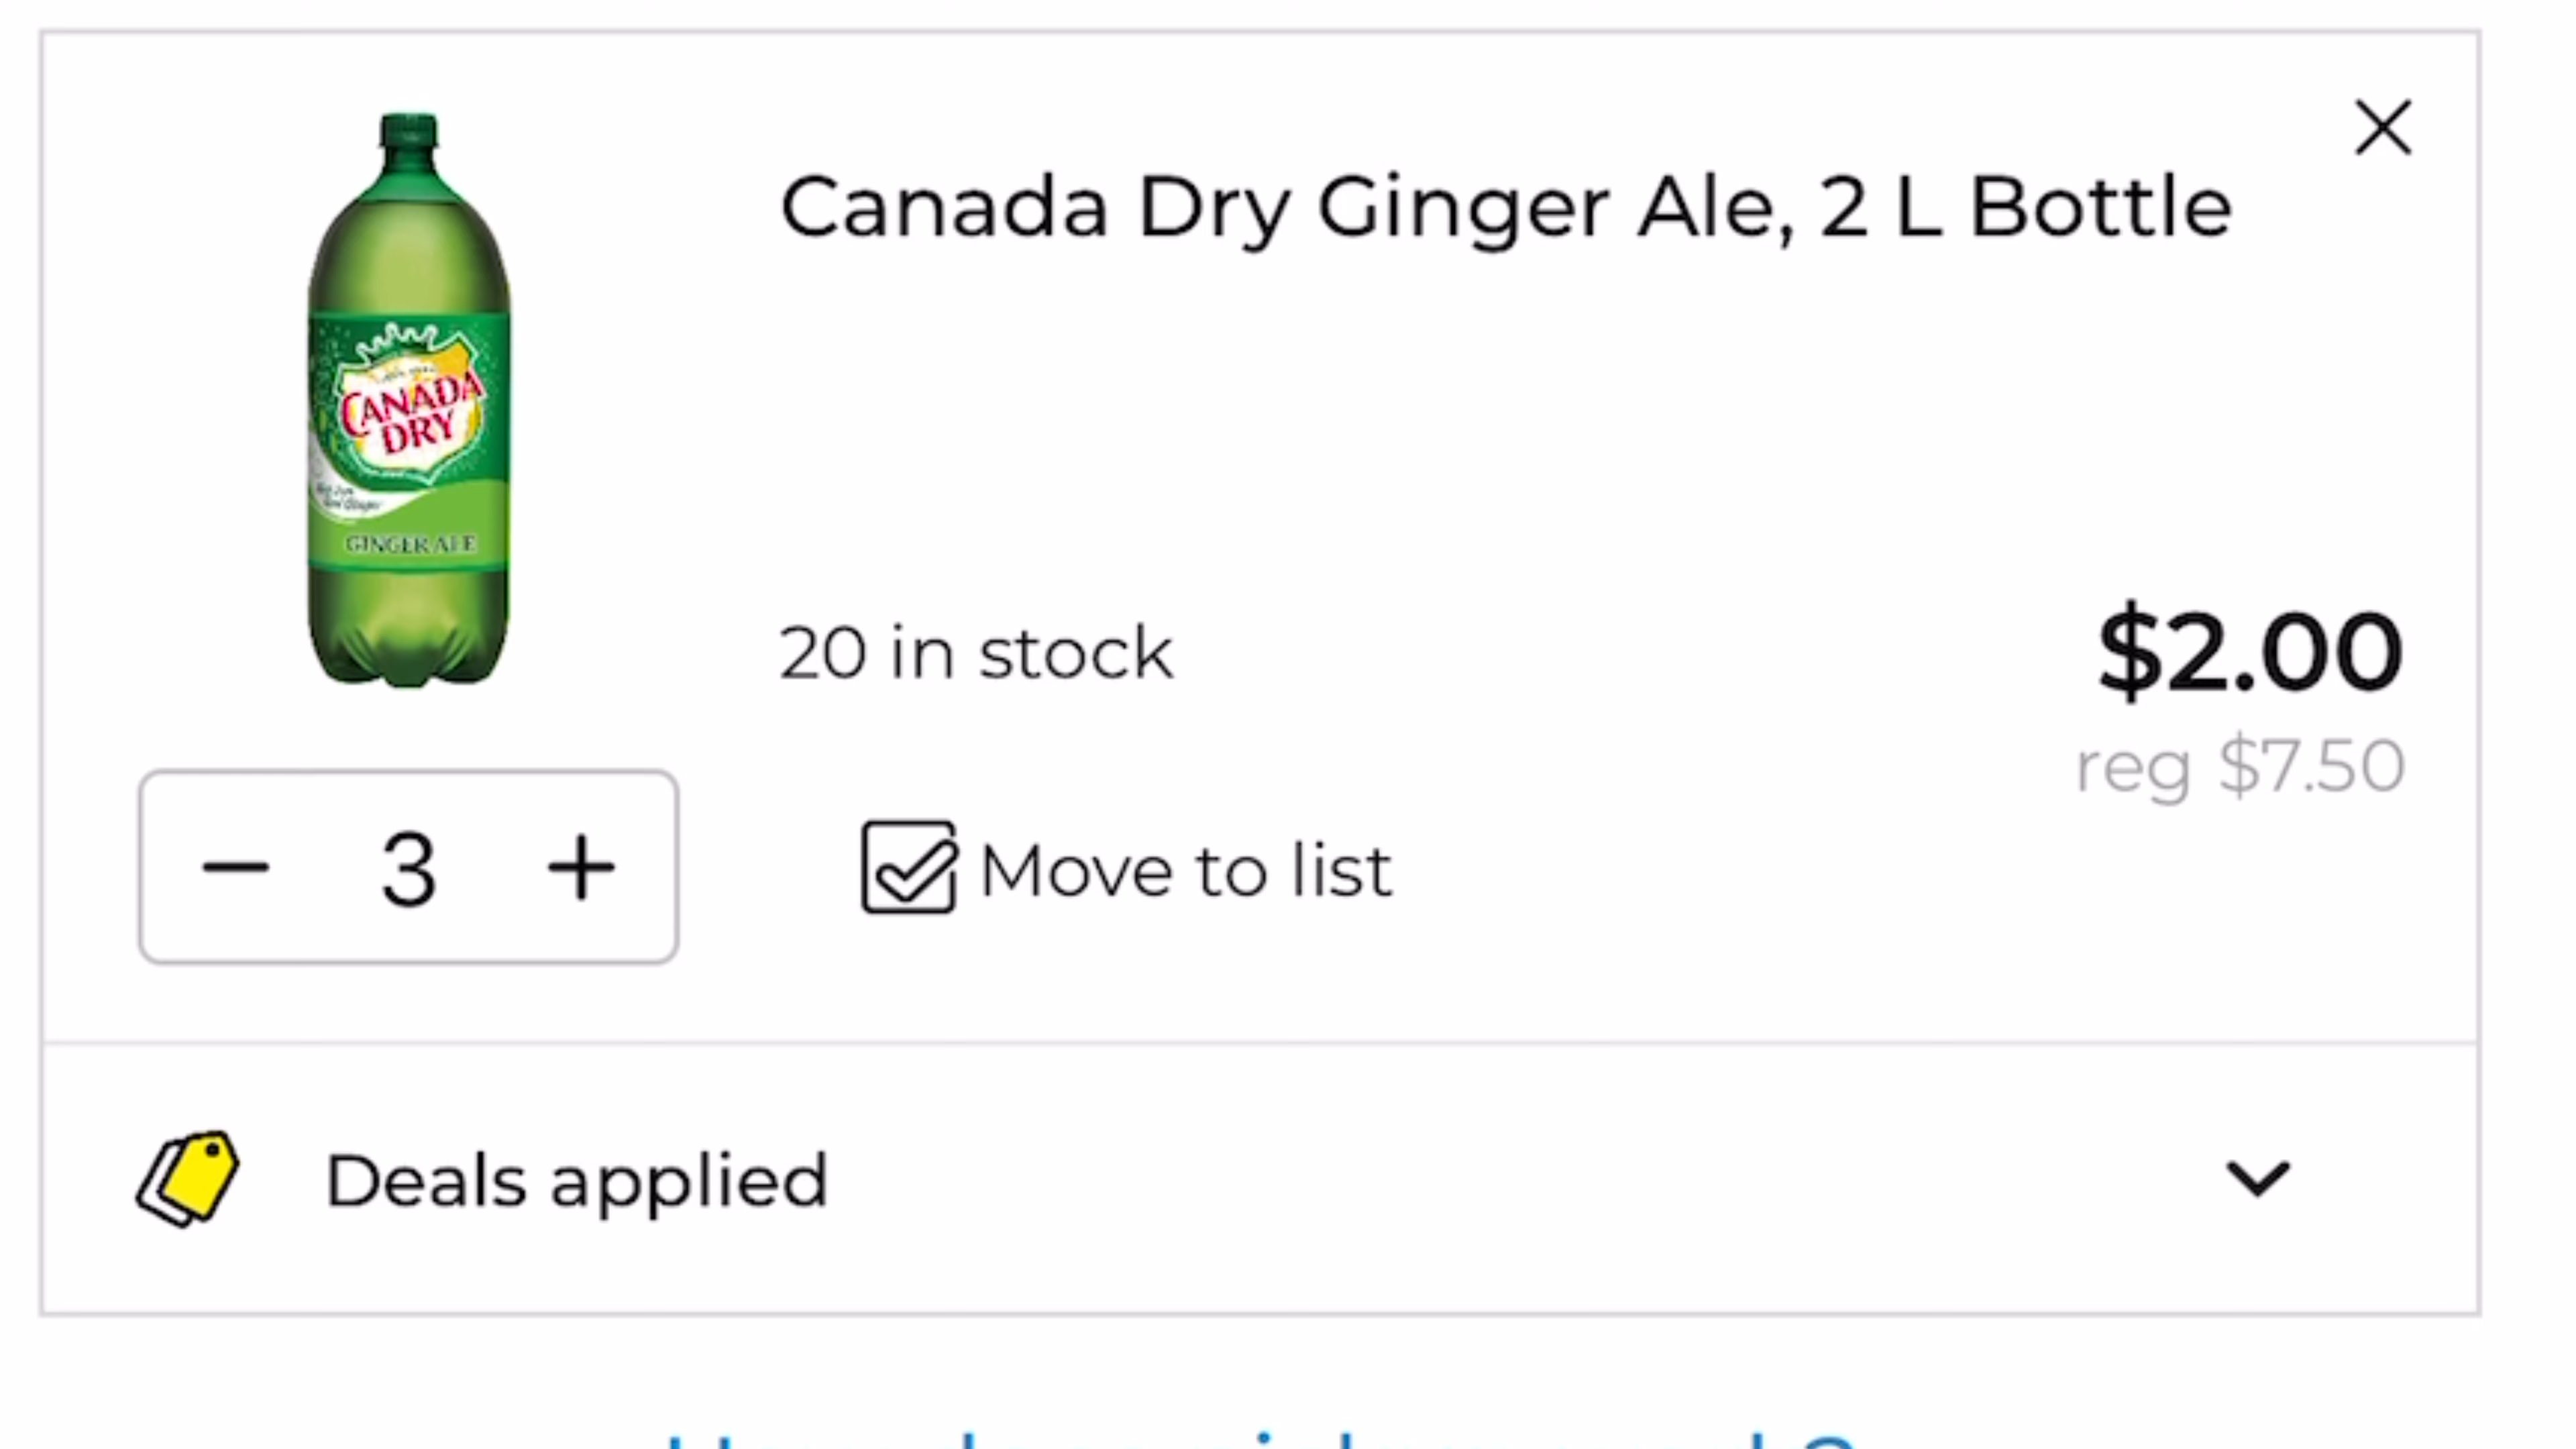 Canada Dry Ginger Ale, 2 L Bottle
CANADA
DRY
GINGER ALE
20 in stock
$2.00
reg $7.50
3
Move to list
Deals applied